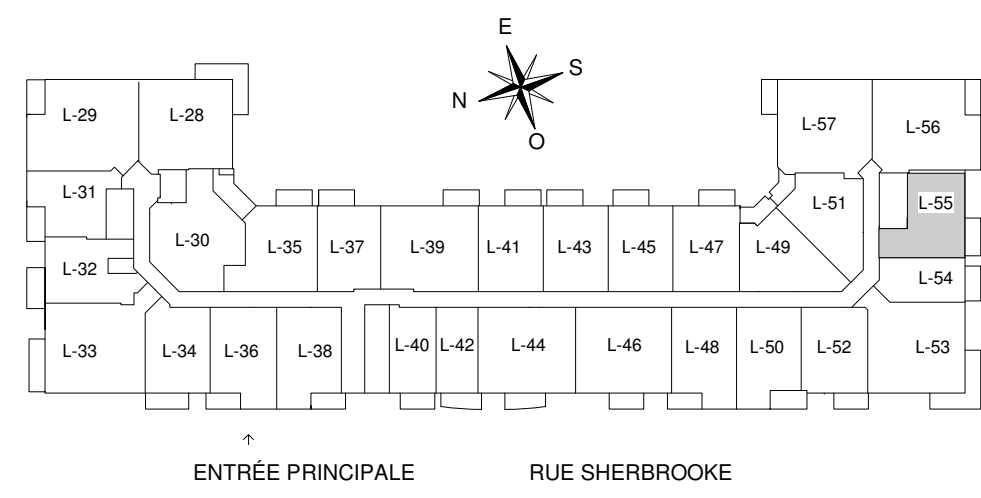 E
S
N
O
L-29
L-28
L-57
L-56
L-31
L-30
L-51
L-55
L-35
L-37
L-39
L-41
L-43
L-45
L-47
L-49
L-32
L-54
L-33
L-34
L-36
L-38
L-40
L-42
L-44
L-46
L-48
L-50
L-52
L-53
ENTRÉE PRINCIPALE
RUE SHERBROOKE